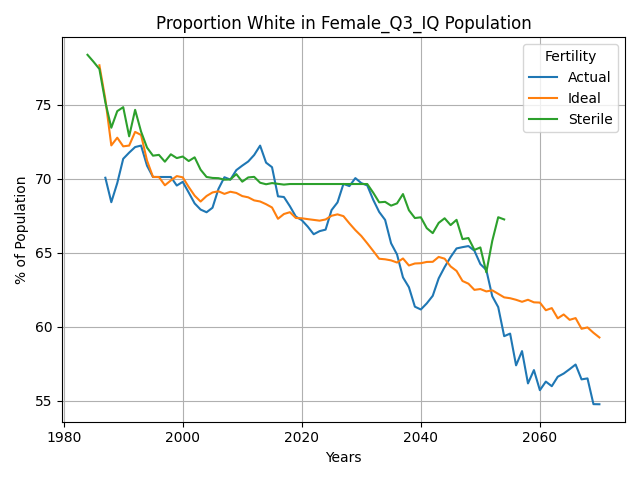 Proportion White in Female_Q3_IQ Population
% of Population
75
70
65
60
55
1980
2000
2020
2040
2060
Years
Fertility
Actual
Ideal
Sterile